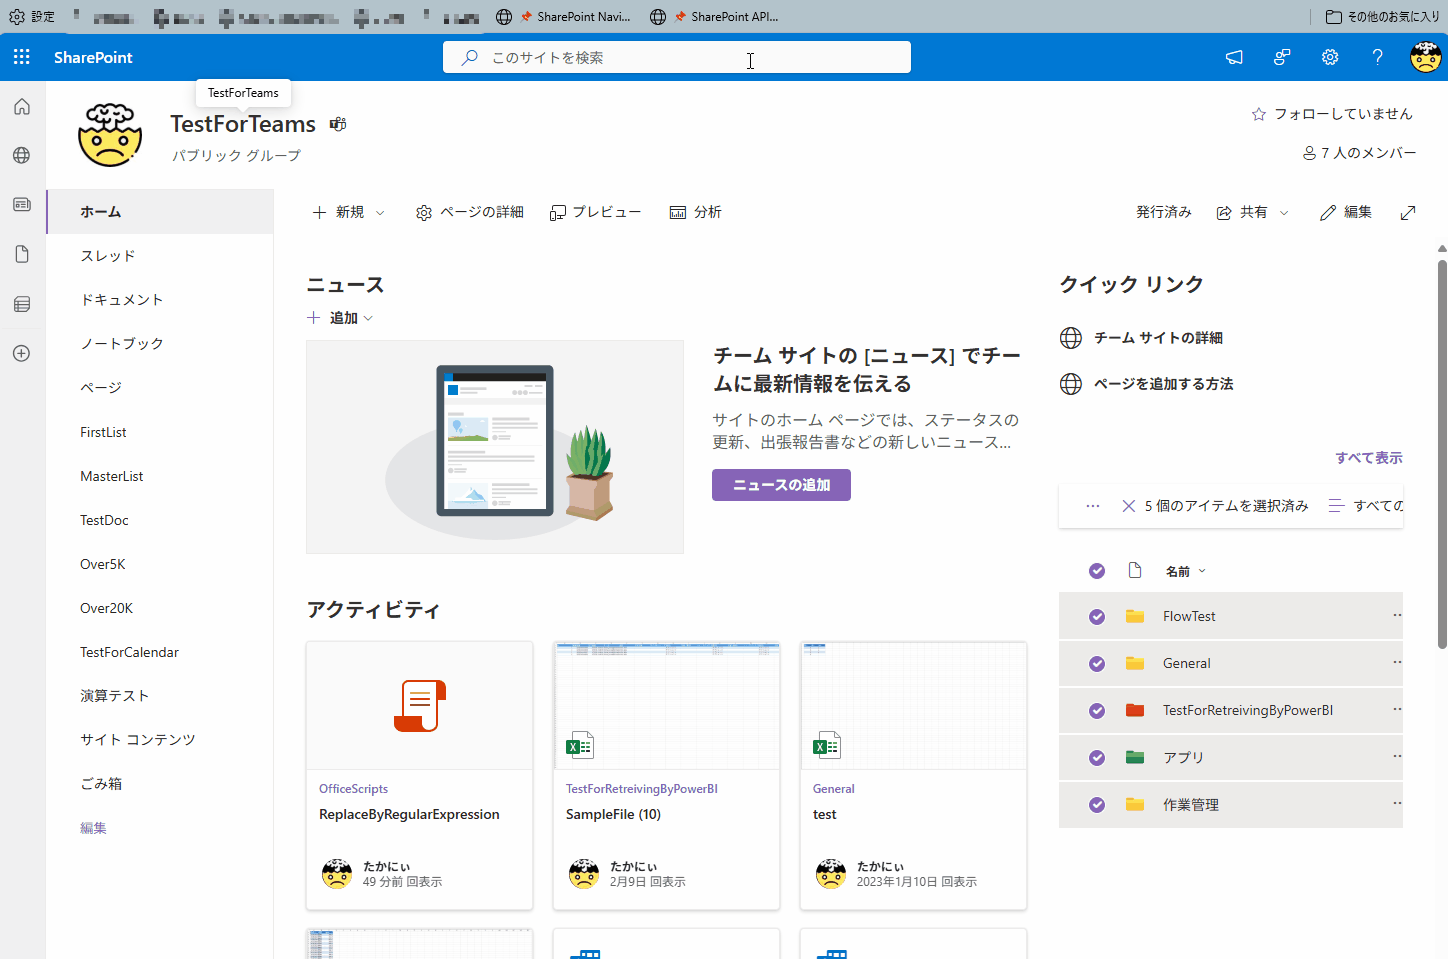 設定
📌 SharePoint Navi...
📌 SharePoint API...
その他のお気に入り
SharePoint
このサイトを検索
TestForTeams
TestForTeams
パブリック グループ
フォローしていません
7 人のメンバー
ホーム
スレッド
ドキュメント
ノートブック
ページ
FirstList
MasterList
TestDoc
Over5K
Over20K
TestForCalendar
演算テスト
サイト コンテンツ
ごみ箱
編集
新規
ページの詳細
プレビュー
分析
発行済み
共有
編集
ニュース
追加
チーム サイトの [ニュース] でチー
ムに最新情報を伝える
サイトのホーム ページでは、ステータスの
更新、出張報告書などの新しいニュース...
ニュースの追加
アクティビティ
OfficeScripts
ReplaceByRegularExpression
たかにぃ
49 分前 回表示
TestForRetreivingByPowerBI
SampleFile (10)
たかにぃ
2月9日 回表示
General
test
たかにぃ
2023年1月10日 回表示
クイック リンク
チーム サイトの詳細
ページを追加する方法
すべて表示
5 個のアイテムを選択済み
すべての
名前
FlowTest
General
TestForRetreivingByPowerBI
アプリ
作業管理